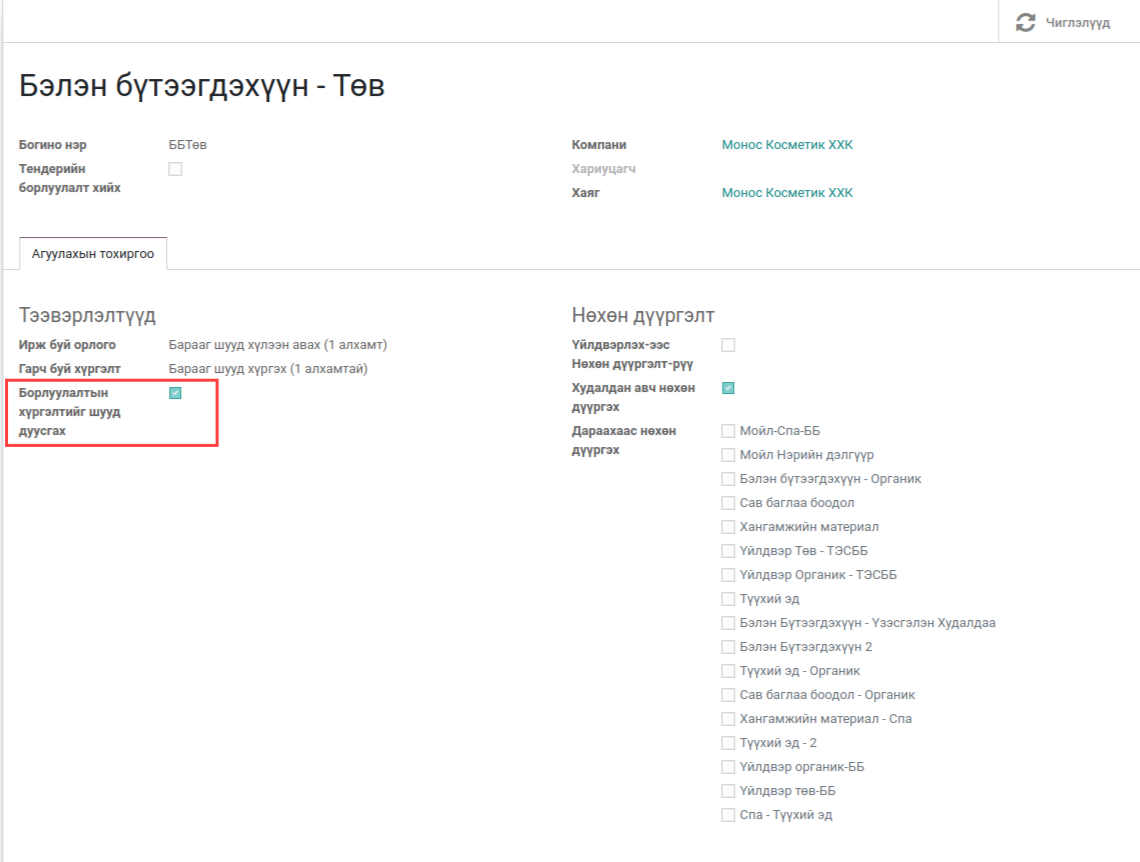 Чиглэлүүд
Бэлэн бүтээгдэхүүн - Төв
Богино нэр ББТөв
Тендерийн
борлуулалт хийх
Компани Монос Косметик ХХК
Хариуцагч
Хаяг Монос Косметик ХХК
Агуулахын тохиргоо
Тээвэрлэлтүүд
Ирж буй орлого Барааг шууд хүлээн авах (1 алхамт)
Гарч буй хүргэлт Барааг шууд хүргэх (1 алхамтай)
Борлуулалтын
хүргэлтийг шууд
дуусгах
Нөхөн дүүргэлт
Үйлдвэрлэх-ээс
Нөхөн дүүргэлт-рүү
Худалдан авч нөхөн
дүүргэх
Дараахаас нөхөн
дүүргэх
Мойл-Спа-ББ
Мойл Нэрийн дэлгүүр
Бэлэн бүтээгдэхүүн - Органик
Сав баглаа боодол
Хангамжийн материал
Үйлдвэр Төв - ТЭСББ
Үйлдвэр Органик - ТЭСББ
Түүхий эд
Бэлэн Бүтээгдэхүүн - Үзэсгэлэн Худалдаа
Бэлэн Бүтээгдэхүүн 2
Түүхий эд - Органик
Сав баглаа боодол - Органик
Хангамжийн материал - Спа
Түүхий эд - 2
Үйлдвэр органик-ББ
Үйлдвэр төв-ББ
Спа - Түүхий эд